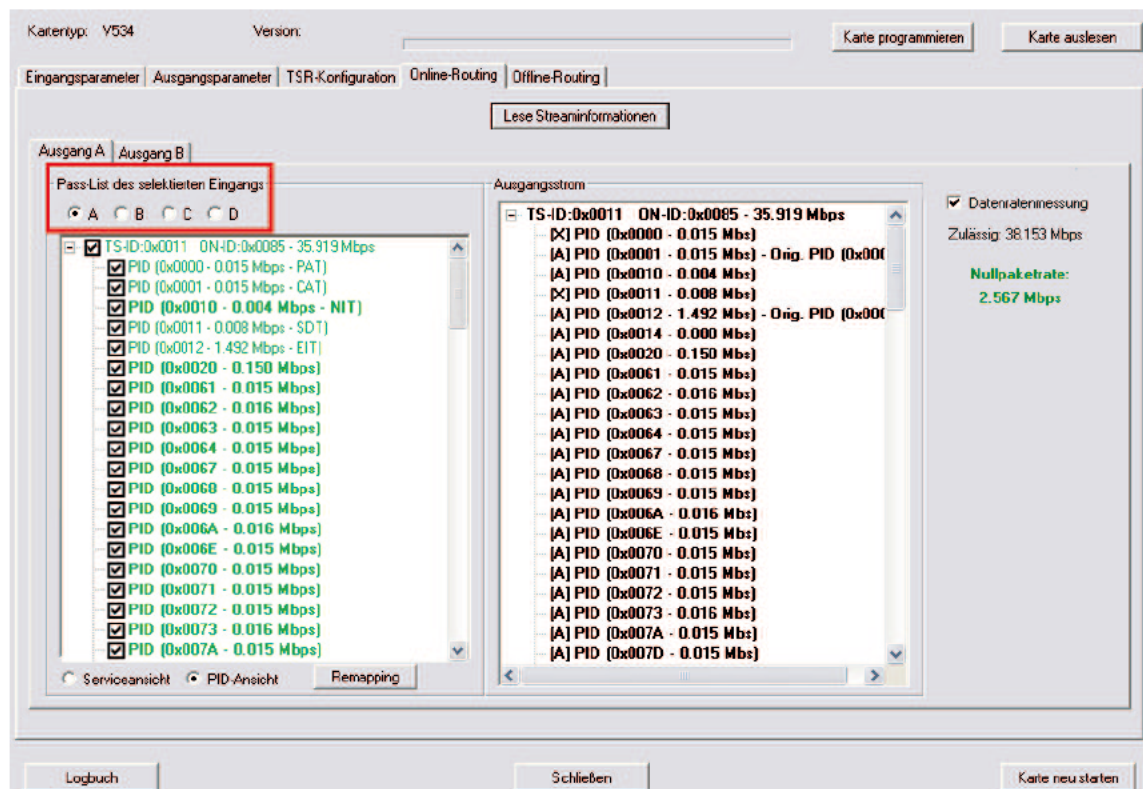 Kartentyp: V534 Version: Karte programmieren Karte auslesen
Eingangsparameter Ausgangsparameter TSR-Konfiguration Online-Routing Offline-Routing
Lese Streaminformationen
Ausgang A Ausgang B
Pass-List des selektierten Eingangs
A B C D
TS-ID:0x0011 ON-ID:0x0085 - 35.919 Mbps
PID (0x0000 - 0.015 Mbps - PAT)
PID (0x0001 - 0.015 Mbps - CAT)
PID (0x0010 - 0.004 Mbps - NIT)
PID (0x0011 - 0.008 Mbps - SDT)
PID (0x0012 - 1.492 Mbps - EIT)
PID (0x0020 - 0.150 Mbps)
PID (0x0061 - 0.015 Mbps)
PID (0x0062 - 0.016 Mbps)
PID (0x0063 - 0.015 Mbps)
PID (0x0064 - 0.015 Mbps)
PID (0x0067 - 0.015 Mbps)
PID (0x0068 - 0.015 Mbps)
PID (0x0069 - 0.015 Mbps)
PID (0x006A - 0.016 Mbps)
PID (0x006E - 0.015 Mbps)
PID (0x0070 - 0.015 Mbps)
PID (0x0071 - 0.015 Mbps)
PID (0x0072 - 0.015 Mbps)
PID (0x0073 - 0.016 Mbps)
PID (0x007A - 0.015 Mbps)
Serviceansicht PID-Ansicht Remapping
Ausgangsstrom
TS-ID:0x0011 ON-ID:0x0085 - 35.919 Mbps
[X] PID (0x0000 - 0.015 Mbs)
[A] PID (0x0001 - 0.015 Mbs) - Orig. PID (0x000
[A] PID (0x0010 - 0.004 Mbs)
[X] PID (0x0011 - 0.008 Mbs)
[A] PID (0x0012 - 1.492 Mbs) - Orig. PID (0x000
[A] PID (0x0014 - 0.000 Mbs)
[A] PID (0x0020 - 0.150 Mbs)
[A] PID (0x0061 - 0.015 Mbs)
[A] PID (0x0062 - 0.016 Mbs)
[A] PID (0x0063 - 0.015 Mbs)
[A] PID (0x0064 - 0.015 Mbs)
[A] PID (0x0067 - 0.015 Mbs)
[A] PID (0x0068 - 0.015 Mbs)
[A] PID (0x0069 - 0.015 Mbs)
[A] PID (0x006A - 0.016 Mbs)
[A] PID (0x006E - 0.015 Mbs)
[A] PID (0x0070 - 0.015 Mbs)
[A] PID (0x0071 - 0.015 Mbs)
[A] PID (0x0072 - 0.015 Mbs)
[A] PID (0x0073 - 0.016 Mbs)
[A] PID (0x007A - 0.015 Mbs)
[A] PID (0x007D - 0.015 Mbs)
Datenratenmessung
Zulässig: 38.153 Mbps
Nullpaketrate:
2.567 Mbps
Logbuch Schließen Karte neu starten